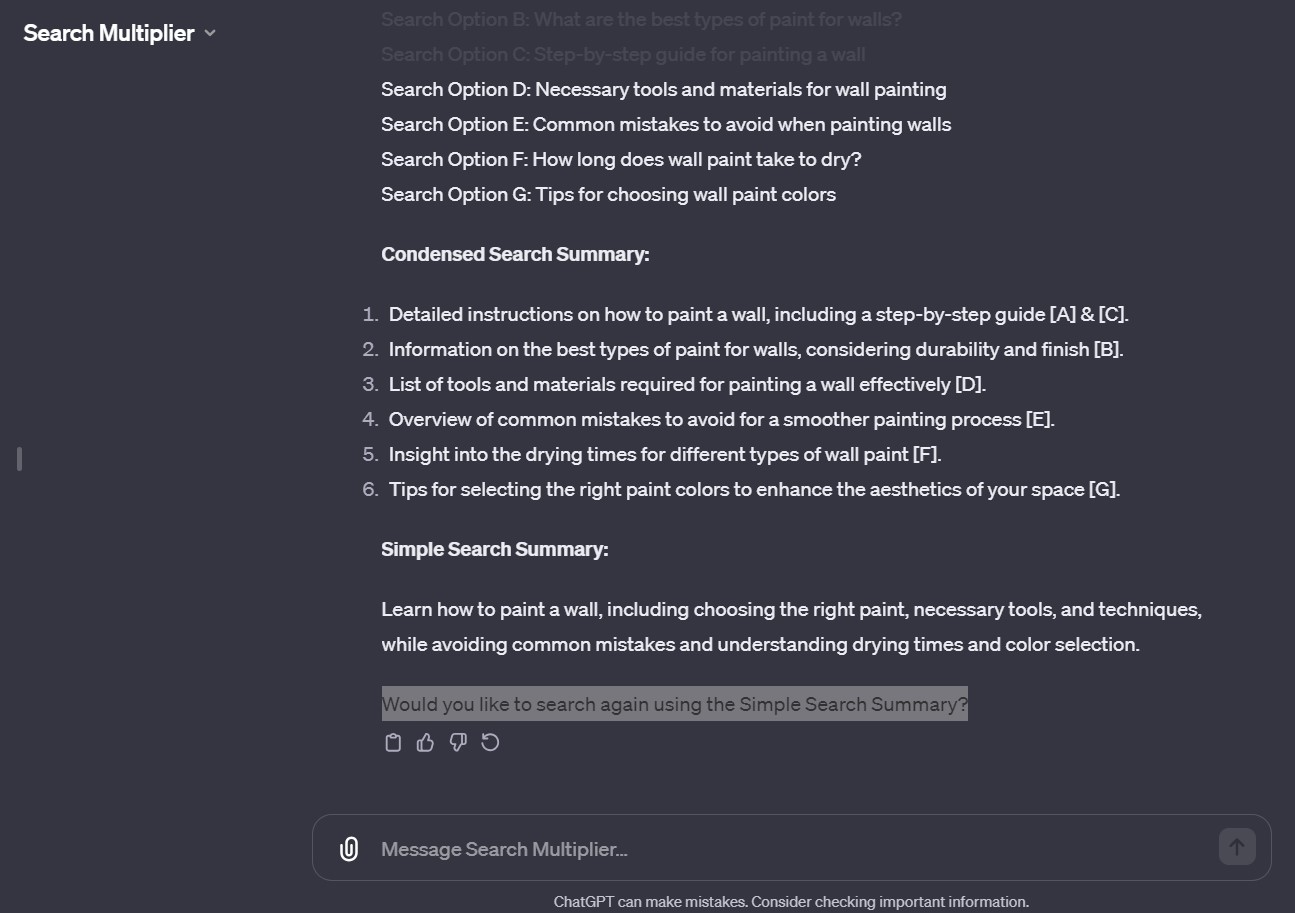 Search Multiplier
Search Option B: What are the best types of paint for walls?
Search Option C: Step-by-step guide for painting a wall
Search Option D: Necessary tools and materials for wall painting
Search Option E: Common mistakes to avoid when painting walls
Search Option F: How long does wall paint take to dry?
Search Option G: Tips for choosing wall paint colors
Condensed Search Summary:
1. Detailed instructions on how to paint a wall, including a step-by-step guide [A] & [C].
2. Information on the best types of paint for walls, considering durability and finish [B].
3. List of tools and materials required for painting a wall effectively [D].
4. Overview of common mistakes to avoid for a smoother painting process [E].
5. Insight into the drying times for different types of wall paint [F].
6. Tips for selecting the right paint colors to enhance the aesthetics of your space [G].
Simple Search Summary:
Learn how to paint a wall, including choosing the right paint, necessary tools, and techniques,
while avoiding common mistakes and understanding drying times and color selection.
Would you like to search again using the Simple Search Summary?
Message Search Multiplier...
ChatGPT can make mistakes. Consider checking important information.